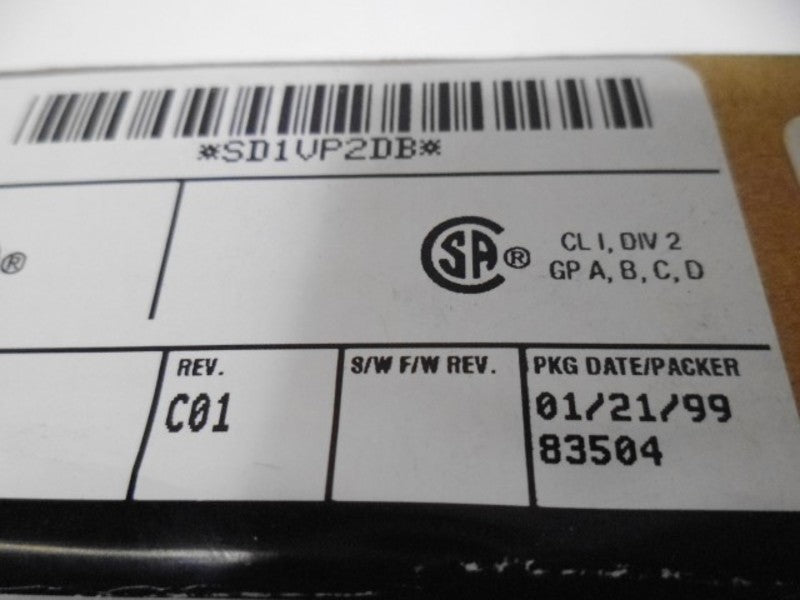 *SD1VP2DB*
®
SA® CL I, DIV 2
GP A, B, C, D
REV.
C01
S/W F/W REV.
PKG DATE/PACKER
01/21/99
83504